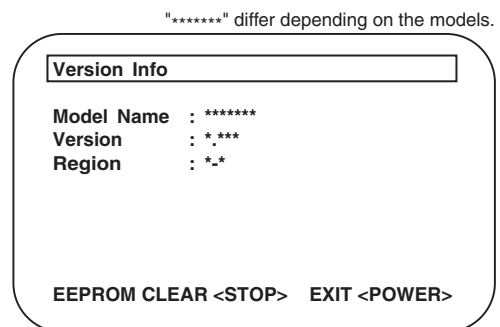 "*******" differ depending on the models.
Version Info
Model Name : *******
Version : *.***
Region : *-*
EEPROM CLEAR <STOP> EXIT <POWER>